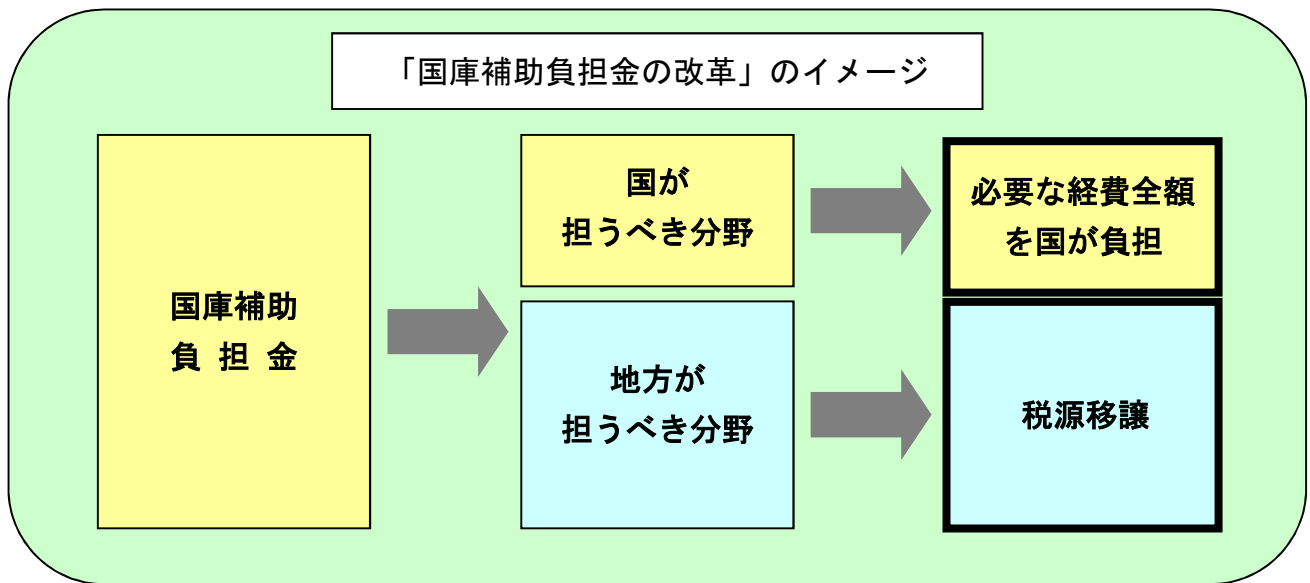 「国庫補助負担金の改革」のイメージ
国庫補助
負 担 金
国が
担うべき分野
地方が
担うべき分野
必要な経費全額
を国が負担
税源移譲